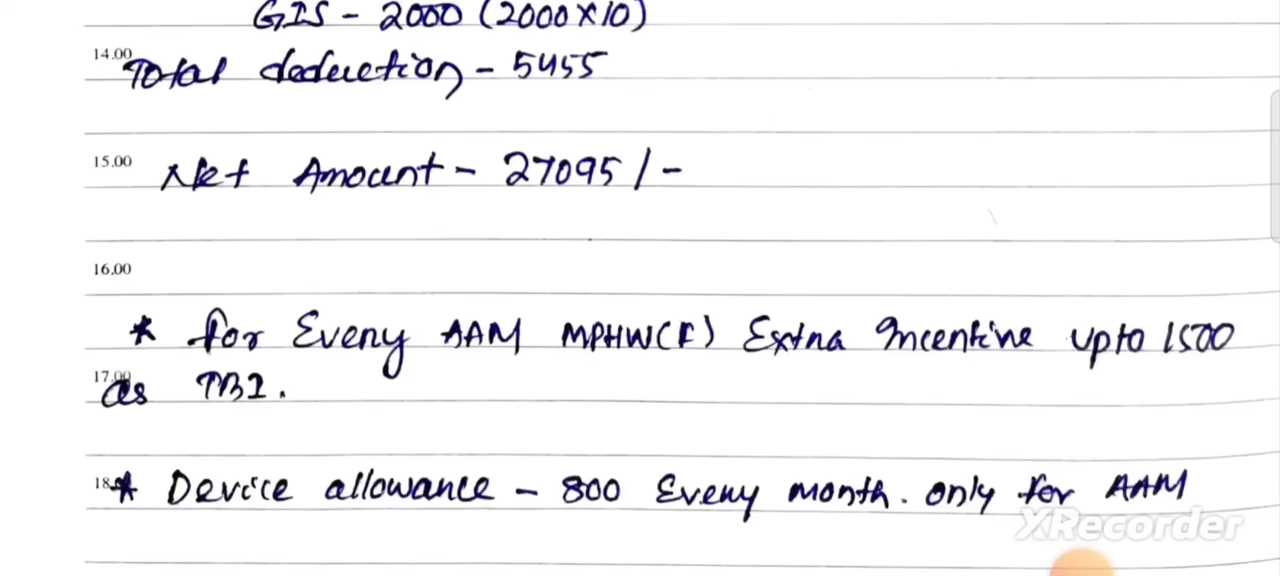 GIS - 2000 (2000×10)
14.00
Total deduction - 5455
15.00 Net Amount - 27095/-
16.00
* for Every AAM MPHW(F) Extra Incentive upto 1500
17.00
as TBI.
18 * Device allowance - 800 Every month. only for AAM
XRecorder